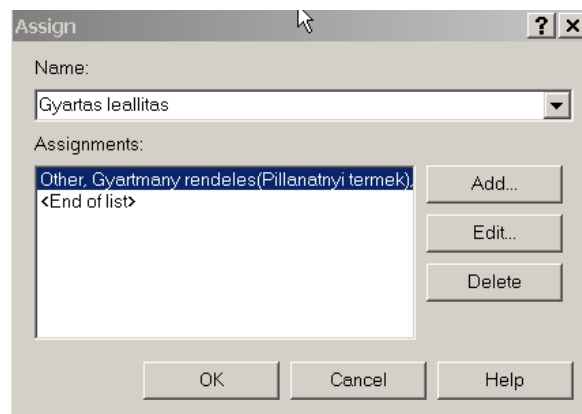 Assign
Name:
Gyartas leallitas
Assignments:
Other, Gyartmany rendeles(Pillanatnyi termek),
<End of list>
Add...
Edit...
Delete
OK
Cancel
Help